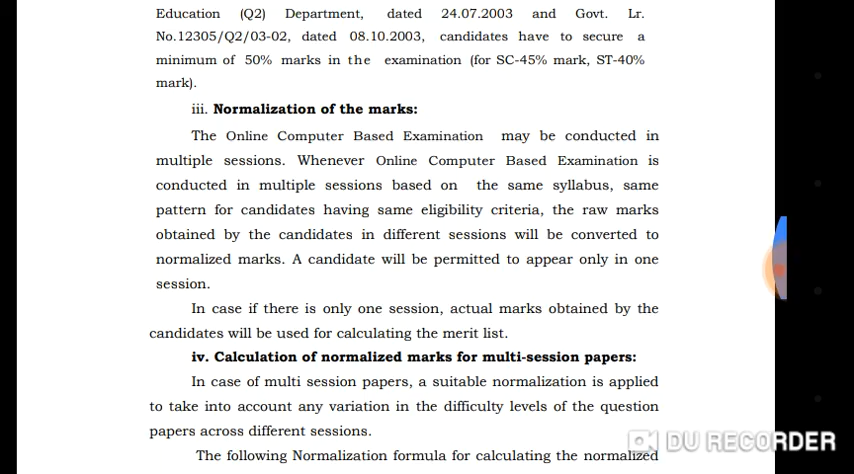 Education (Q2) Department, dated 24.07.2003 and Govt. Lr.
No.12305/Q2/03-02, dated 08.10.2003, candidates have to secure a
minimum of 50% marks in the examination (for SC-45% mark, ST-40%
mark).
iii. Normalization of the marks:
The Online Computer Based Examination may be conducted in
multiple sessions. Whenever Online Computer Based Examination is
conducted in multiple sessions based on the same syllabus, same
pattern for candidates having same eligibility criteria, the raw marks
obtained by the candidates in different sessions will be converted to
normalized marks. A candidate will be permitted to appear only in one
session.
In case if there is only one session, actual marks obtained by the
candidates will be used for calculating the merit list.
iv. Calculation of normalized marks for multi-session papers:
In case of multi session papers, a suitable normalization is applied
to take into account any variation in the difficulty levels of the question
papers across different sessions.
DU RECORDER
The following Normalization formula for calculating the normalized